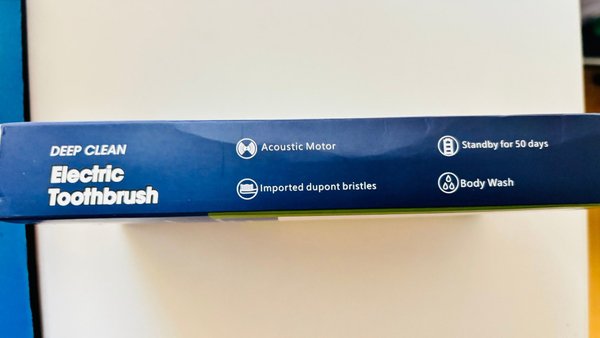 DEEP CLEAN
Electric
Toothbrush
Acoustic Motor
Imported dupont bristles
Standby for 50 days
Body Wash